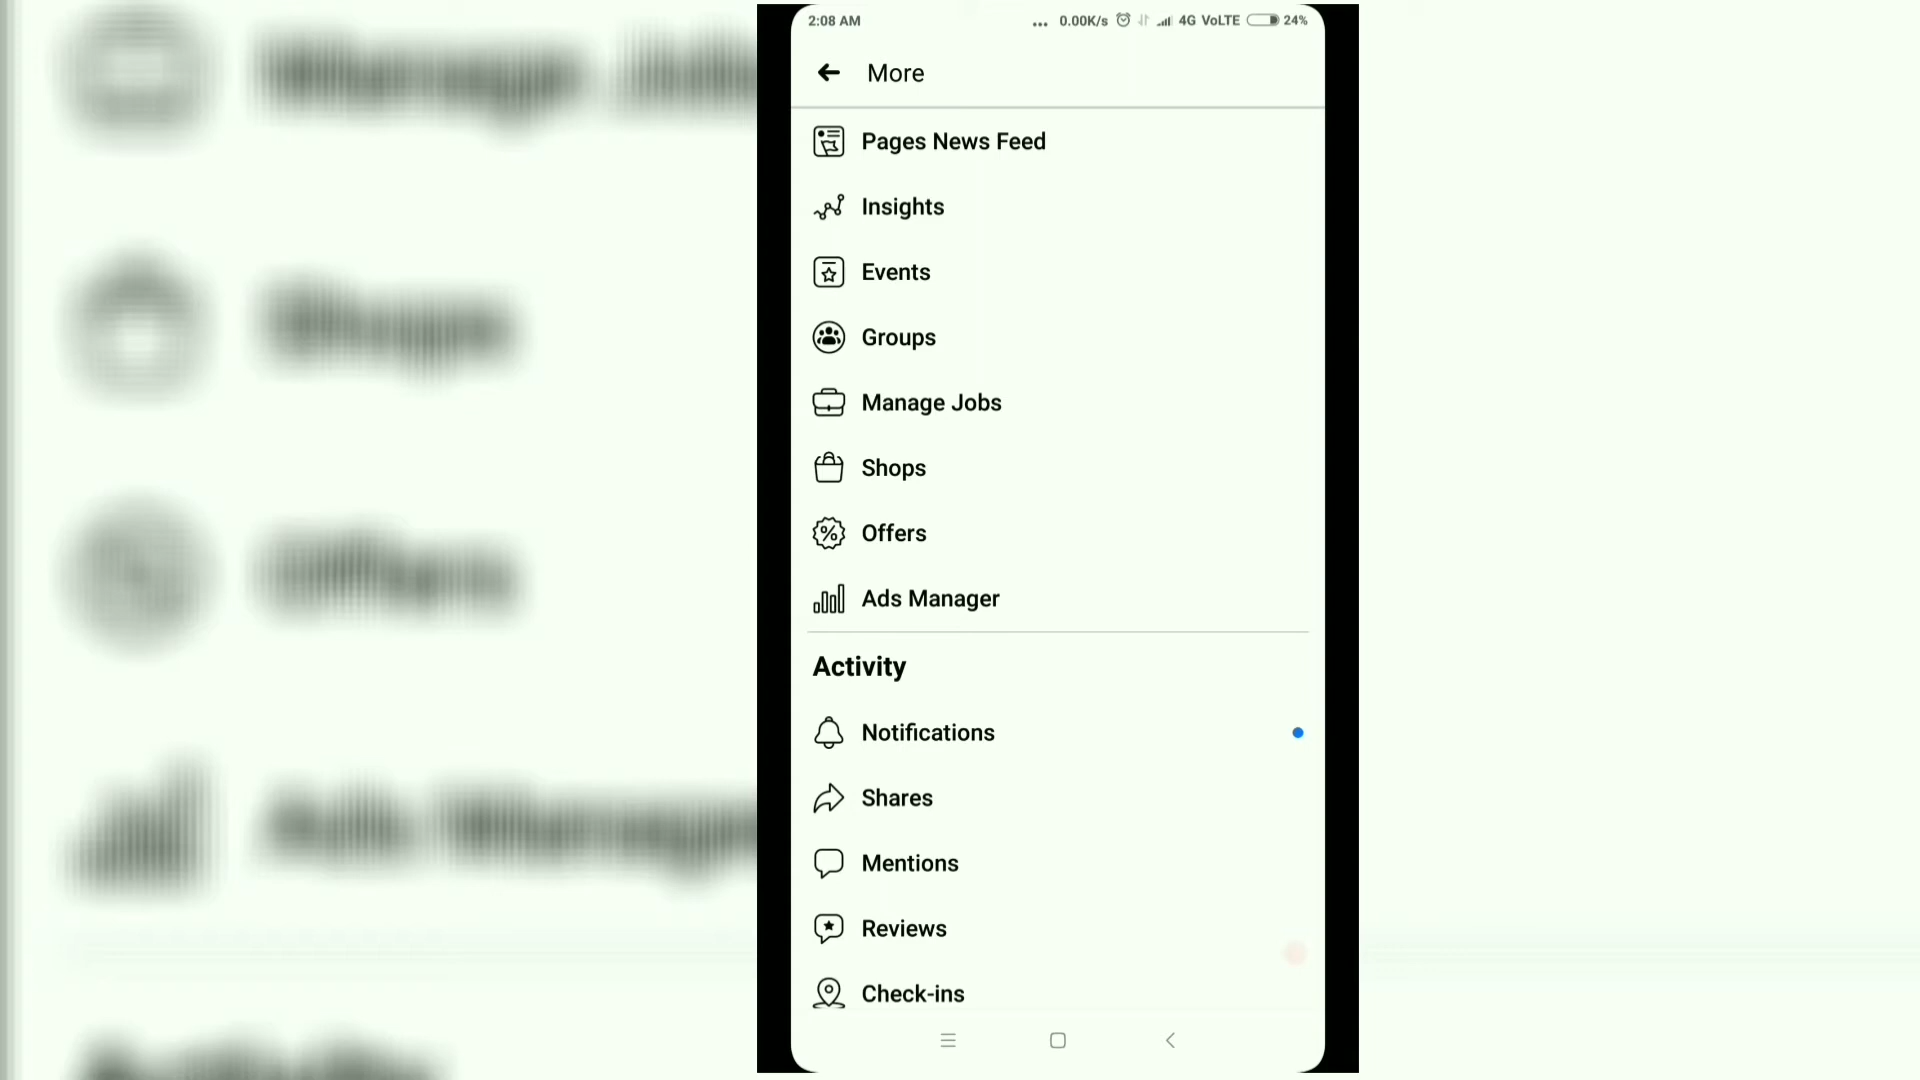 2:08 AM ... 0.00K/s 4G VoLTE 24%
More
Pages News Feed
Insights
Events
Groups
Manage Jobs
Shops
Offers
Ads Manager
Activity
Notifications
Shares
Mentions
Reviews
Check-ins